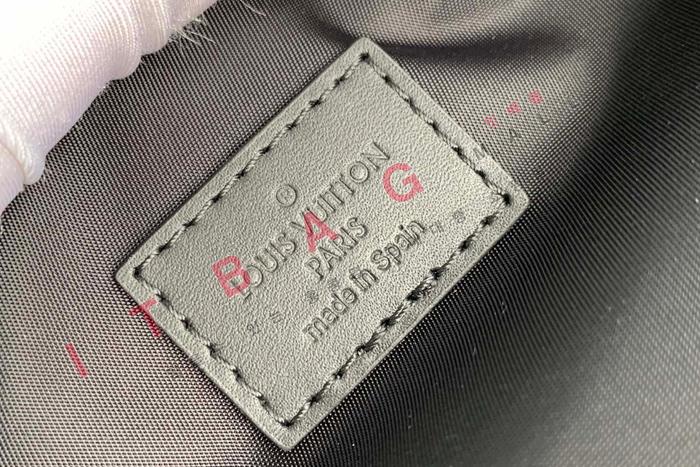 ®
LOUIS VUITTON
PARIS
made in Spain
IT BAG